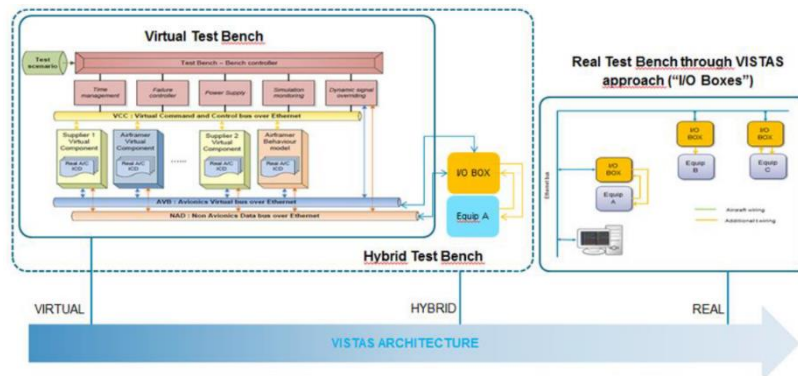 Virtual Test Bench
Test
scenario
Test Bench – Bench controller
Time
management
Failure
controller
Power Supply
Simulation
monitoring
Dynamic signal
overriding
VCC : Virtual Command and Control bus over Ethernet
Supplier 1
Virtual
Component
Real A/C
ICD
Airframer
Virtual
Component
Real A/C
ICD
......
Supplier 2
Virtual
Component
Real A/C
ICD
Airframer
Behaviour
model
Real A/C
ICD
AVB : Avionics Virtual bus over Ethernet
NAD : Non Avionics Data bus over Ethernet
I/O BOX
Equip A
Hybrid Test Bench
Real Test Bench through VISTAS
approach (“I/O Boxes”)
Ethernet
I/O
BOX
Equip
A
I/O
BOX
Equip
B
I/O
BOX
Equip
C
Aircraft wiring
Additional wiring
VIRTUAL
HYBRID
REAL
VISTAS ARCHITECTURE